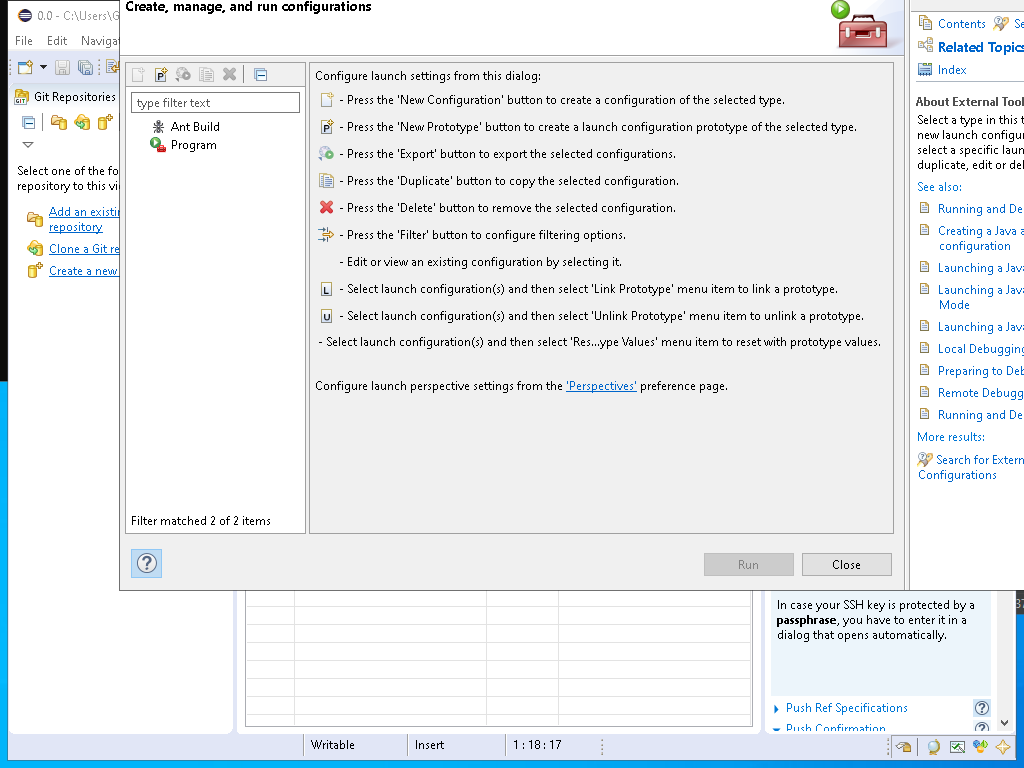 0.0 - C:\Users\G
Create, manage, and run configurations
File Edit Naviga
Git Repositories
Select one of the fo
repository to this vi
Add an existi
repository
Clone a Git re
Create a new
type filter text
Ant Build
Program
Filter matched 2 of 2 items
Configure launch settings from this dialog:
- Press the 'New Configuration' button to create a configuration of the selected type.
- Press the 'New Prototype' button to create a launch configuration prototype of the selected type.
- Press the 'Export' button to export the selected configurations.
- Press the 'Duplicate' button to copy the selected configuration.
- Press the 'Delete' button to remove the selected configuration.
- Press the 'Filter' button to configure filtering options.
- Edit or view an existing configuration by selecting it.
- Select launch configuration(s) and then select 'Link Prototype' menu item to link a prototype.
- Select launch configuration(s) and then select 'Unlink Prototype' menu item to unlink a prototype.
- Select launch configuration(s) and then select 'Res...ype Values' menu item to reset with prototype values.
Configure launch perspective settings from the 'Perspectives' preference page.
Run Close
Contents Se
Related Topics
Index
About External Tool
Select a type in this t
new launch configur
select a specific laun
duplicate, edit or del
See also:
Running and De
Creating a Java a
configuration
Launching a Java
Launching a Java
Mode
Launching a Java
Local Debugging
Preparing to Deb
Remote Debugg
Running and De
More results:
Search for Extern
Configurations
In case your SSH key is protected by a
passphrase, you have to enter it in a
dialog that opens automatically.
Push Ref Specifications
Push Confirmation
Writable Insert 1 : 18 : 17